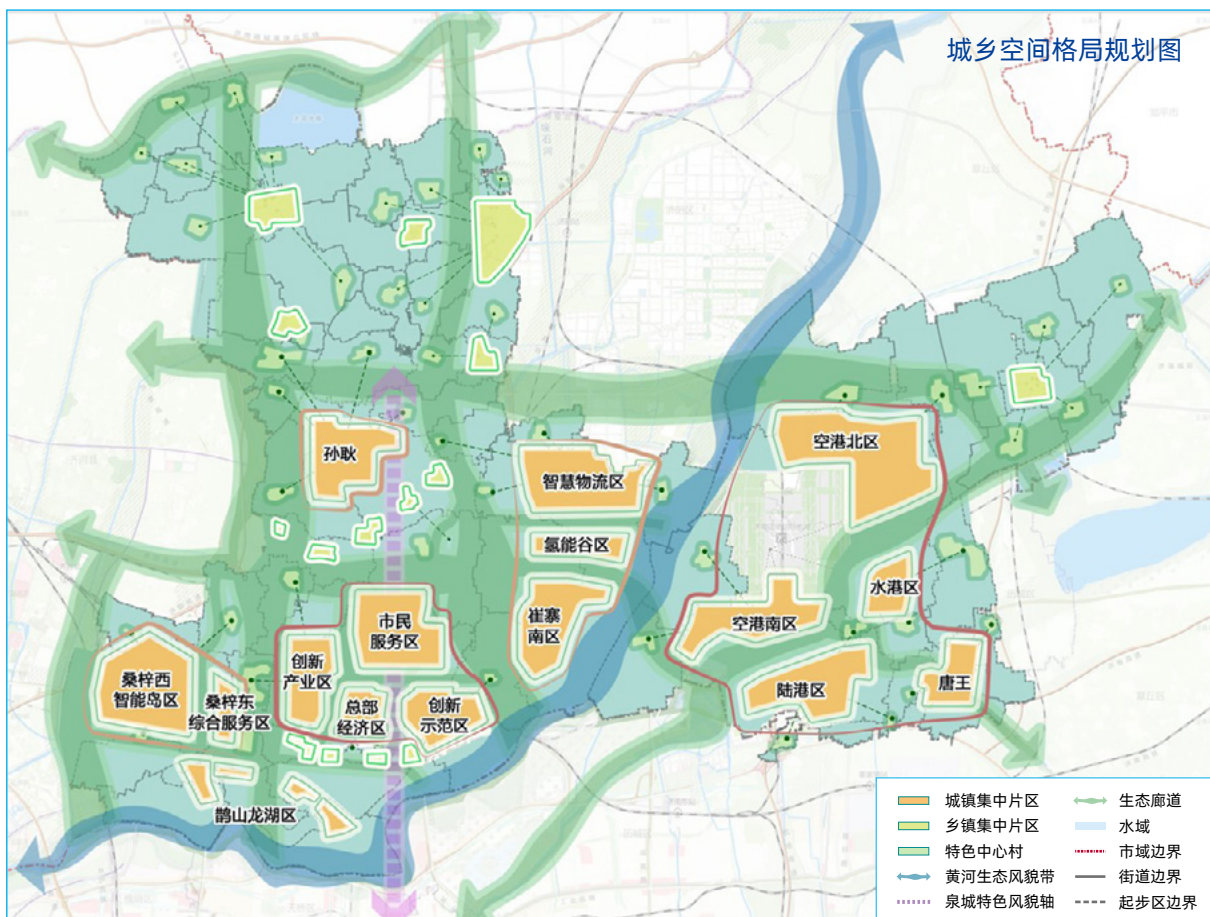 城乡空间格局规划图
孙耿
智慧物流区
氢能谷区
崔寨
南区
空港北区
水港区
空港南区
陆港区
唐王
市民
服务区
创新
产业区
总部
经济区
创新
示范区
桑梓西
智能岛区
桑梓东
综合服务区
鹊山龙湖区
城镇集中片区
乡镇集中片区
特色中心村
黄河生态风貌带
泉城特色风貌轴
生态廊道
水域
市域边界
街道边界
起步区边界